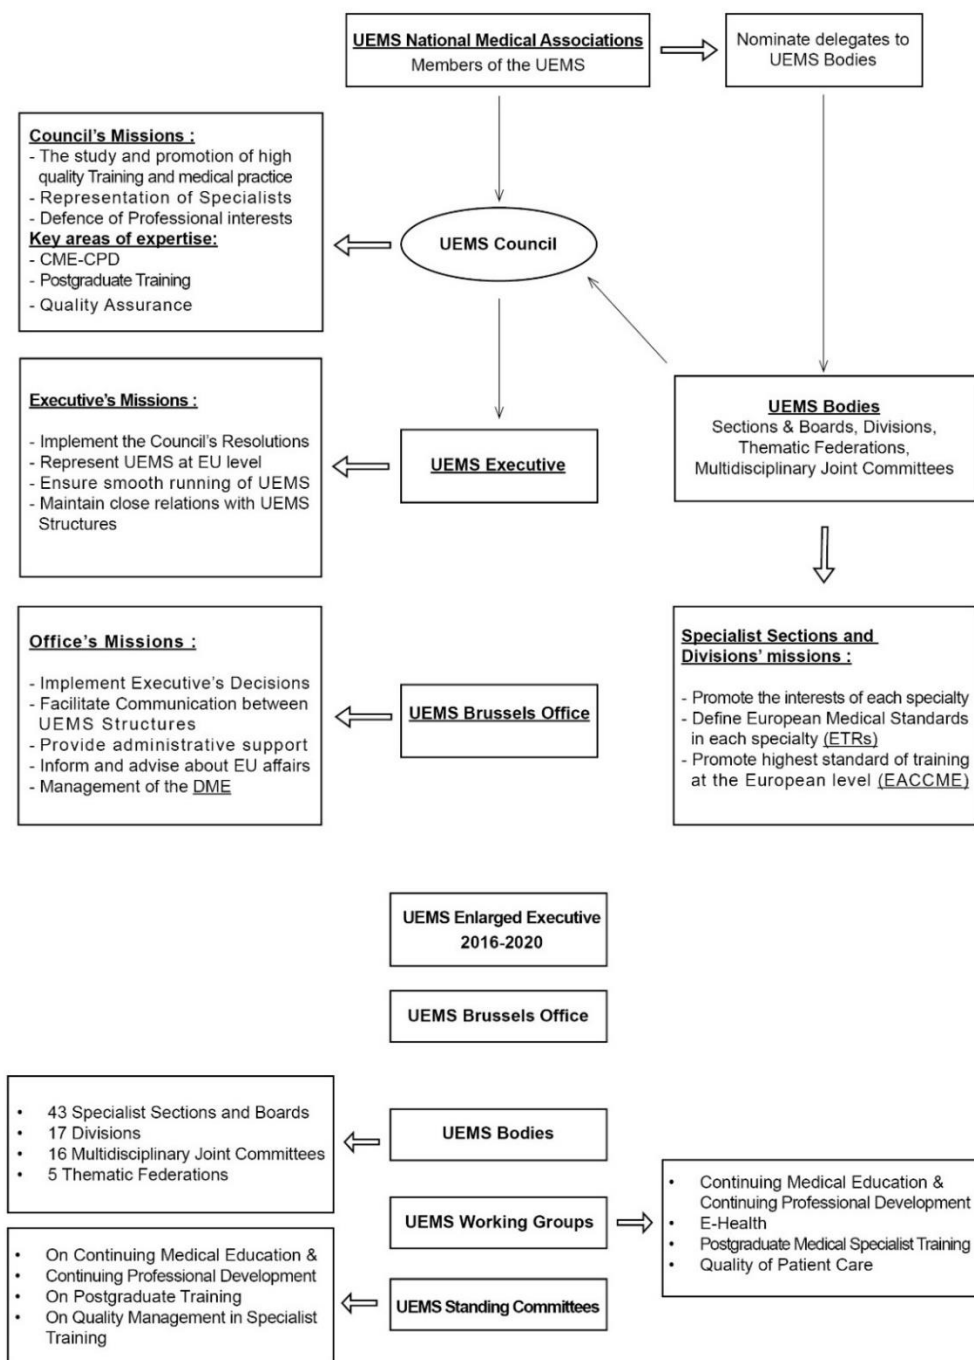 UEMS National Medical Associations
Members of the UEMS
Nominate delegates to
UEMS Bodies
Council's Missions :
- The study and promotion of high
quality Training and medical practice
- Representation of Specialists
- Defence of Professional interests
Key areas of expertise:
- CME-CPD
- Postgraduate Training
- Quality Assurance
UEMS Council
Executive's Missions :
- Implement the Council's Resolutions
- Represent UEMS at EU level
- Ensure smooth running of UEMS
- Maintain close relations with UEMS
Structures
UEMS Executive
UEMS Bodies
Sections & Boards, Divisions,
Thematic Federations,
Multidisciplinary Joint Committees
Office's Missions :
- Implement Executive's Decisions
- Facilitate Communication between
UEMS Structures
- Provide administrative support
- Inform and advise about EU affairs
- Management of the DME
UEMS Brussels Office
Specialist Sections and
Divisions' missions :
- Promote the interests of each specialty
- Define European Medical Standards
in each specialty (ETRs)
- Promote highest standard of training
at the European level (EACCME)
UEMS Enlarged Executive
2016-2020
UEMS Brussels Office
• 43 Specialist Sections and Boards
• 17 Divisions
• 16 Multidisciplinary Joint Committees
• 5 Thematic Federations
UEMS Bodies
UEMS Working Groups
• Continuing Medical Education &
Continuing Professional Development
• E-Health
• Postgraduate Medical Specialist Training
• Quality of Patient Care
• On Continuing Medical Education &
• Continuing Professional Development
• On Postgraduate Training
• On Quality Management in Specialist
Training
UEMS Standing Committees